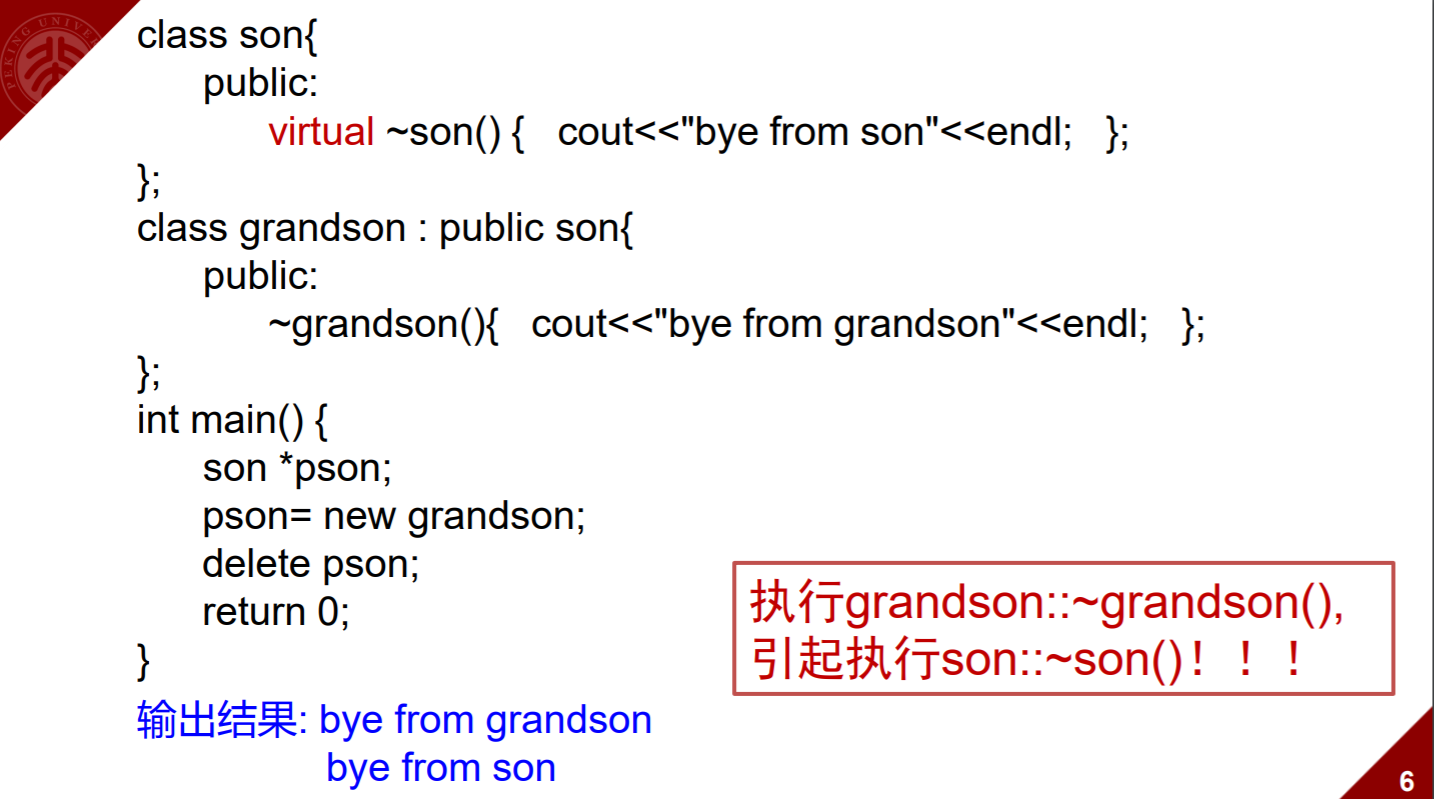 PEKING UNIVER
class son{
public:
virtual ~son() { cout<<"bye from son"<<endl; };
};
class grandson : public son{
public:
~grandson(){ cout<<"bye from grandson"<<endl; };
};
int main() {
son *pson;
pson= new grandson;
delete pson;
return 0;
}
执行grandson::~grandson(),
引起执行son::~son()！！！
输出结果: bye from grandson
bye from son
6